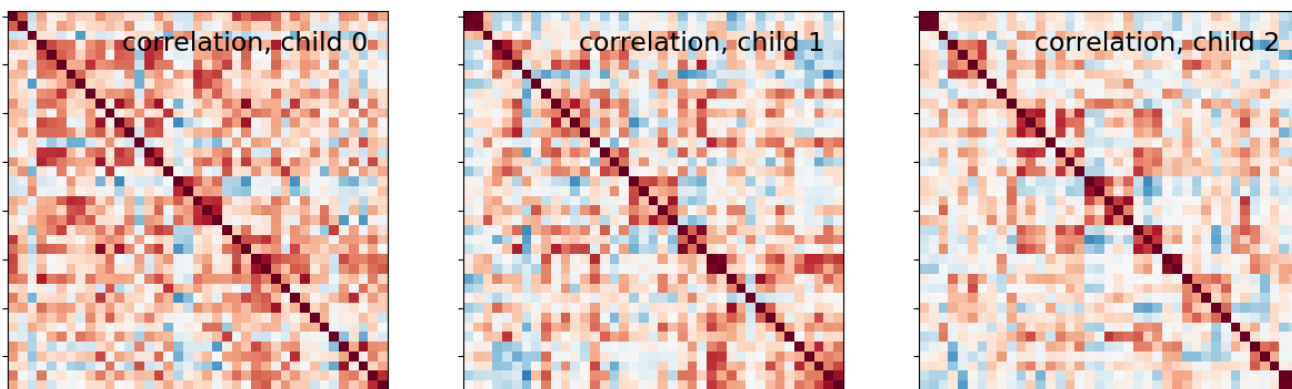 correlation, child 0
correlation, child 1
correlation, child 2